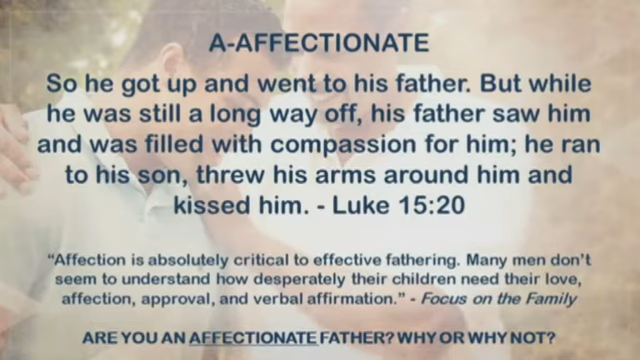 A-AFFECTIONATE
So he got up and went to his father. But while
he was still a long way off, his father saw him
and was filled with compassion for him; he ran
to his son, threw his arms around him and
kissed him. - Luke 15:20
“Affection is absolutely critical to effective fathering. Many men don’t
seem to understand how desperately their children need their love,
affection, approval, and verbal affirmation.” - Focus on the Family
ARE YOU AN AFFECTIONATE FATHER? WHY OR WHY NOT?